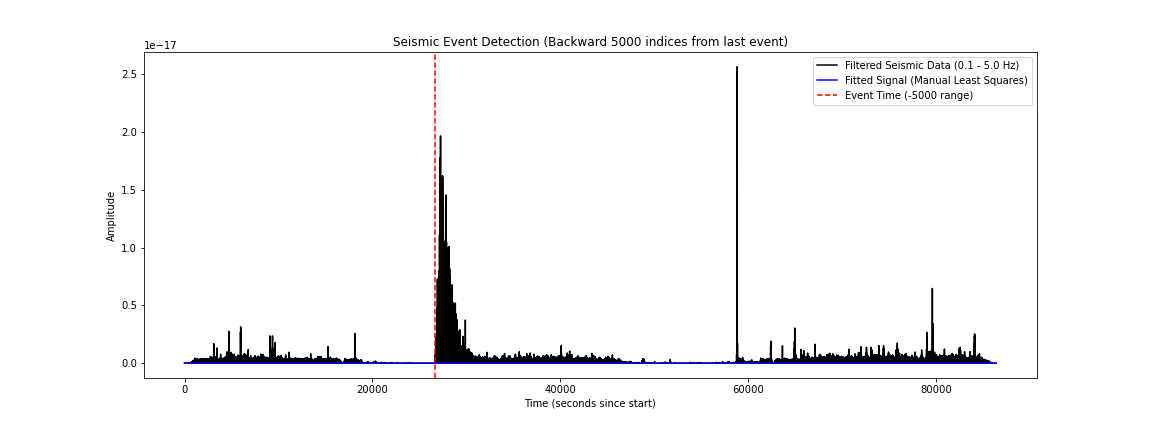 Seismic Event Detection (Backward 5000 indices from last event)
1e−17
Filtered Seismic Data (0.1 - 5.0 Hz)
Fitted Signal (Manual Least Squares)
Event Time (-5000 range)
2.5
2.0
1.5
1.0
0.5
0.0
Amplitude
0 20000 40000 60000 80000
Time (seconds since start)